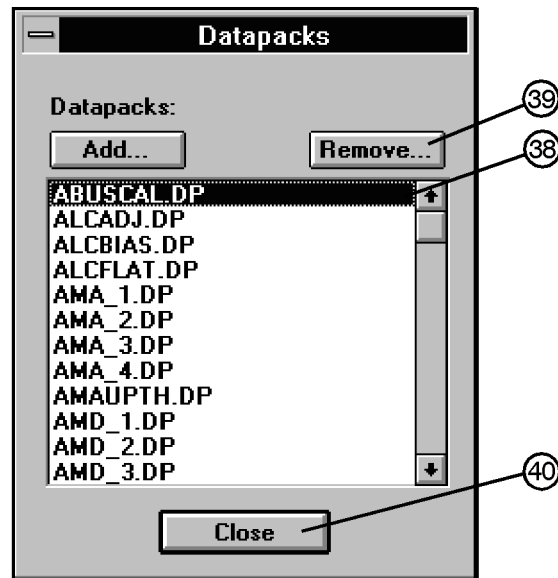 Datapacks
Datapacks:
Add...
Remove...
39
38
ABUSCAL.DP
ALCADJ.DP
ALCBIAS.DP
ALCFLAT.DP
AMA_1.DP
AMA_2.DP
AMA_3.DP
AMA_4.DP
AMAUPTH.DP
AMD_1.DP
AMD_2.DP
AMD_3.DP
40
Close